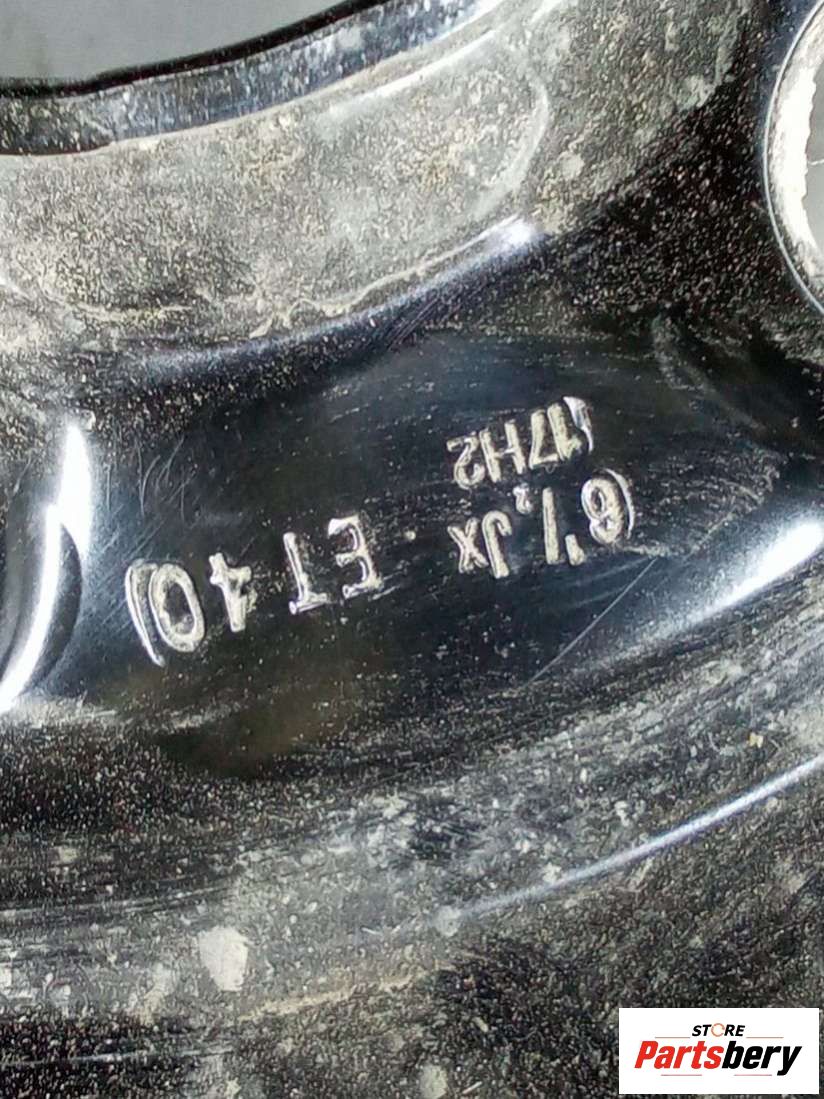 (6½Jx · ET 40)
17H2
STORE
Partsbery